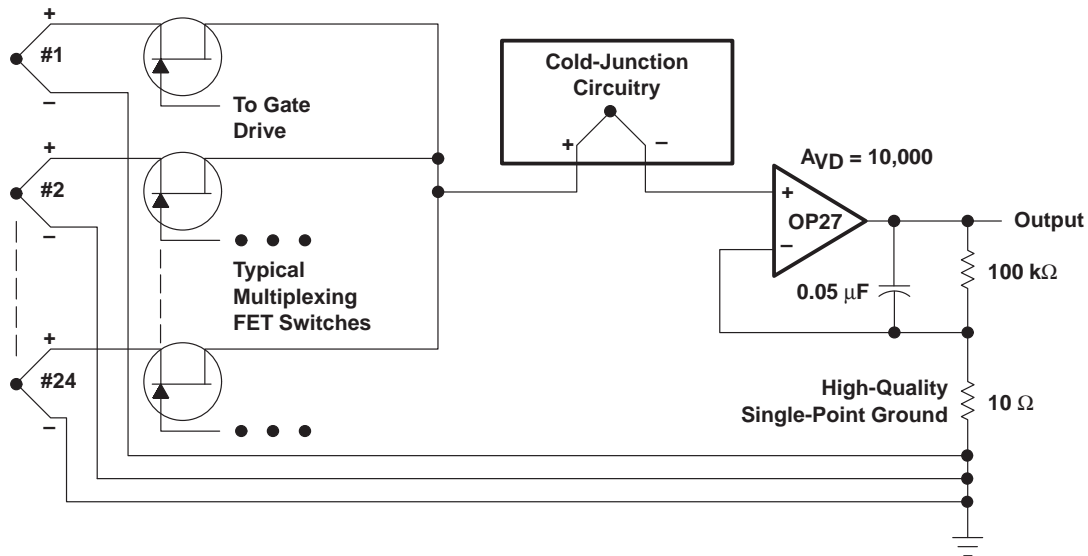 +
#1
−
To Gate
Drive
+
#2
−
Typical
Multiplexing
FET Switches
+
#24
−
Cold-Junction
Circuitry
+ −
AVD = 10,000
+
OP27
−
Output
0.05 μF
100 kΩ
High-Quality
Single-Point Ground
10 Ω